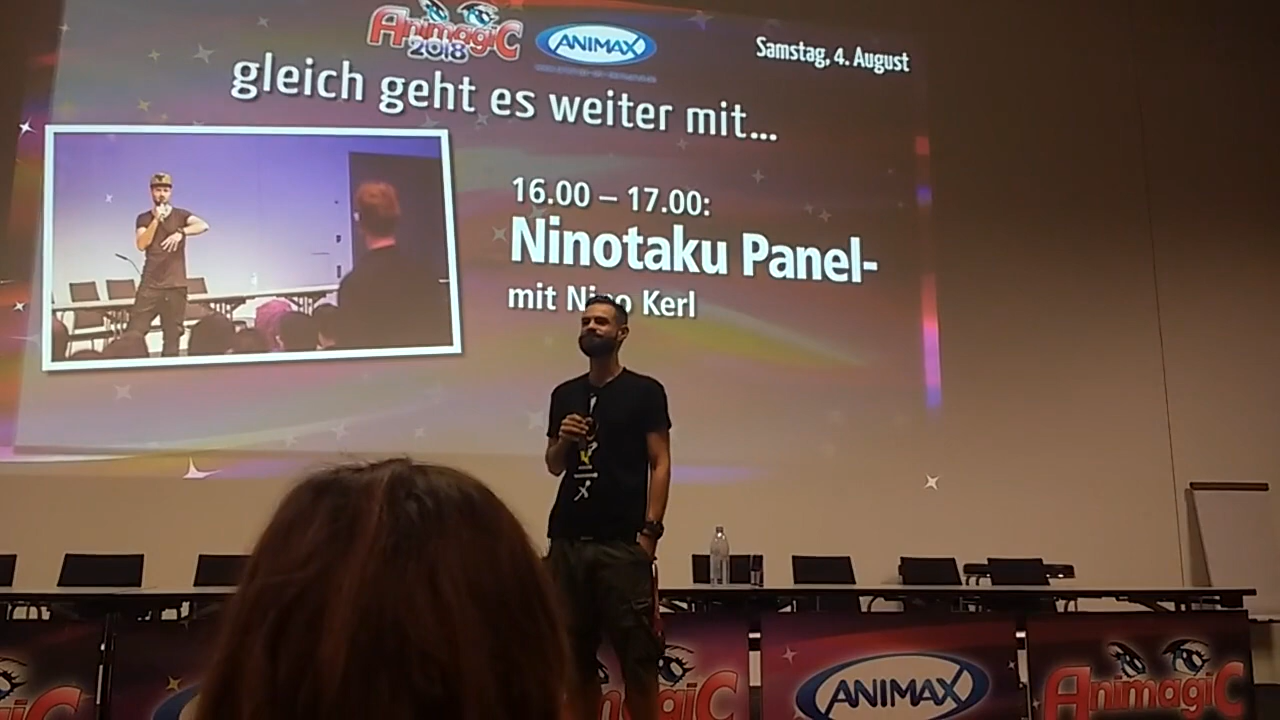 AnimagiC
2018
ANIMAX
Samstag, 4. August
gleich geht es weiter mit...
16.00 – 17.00:
Ninotaku Panel-
mit Nino Kerl
ANIMAX
AnimagiC